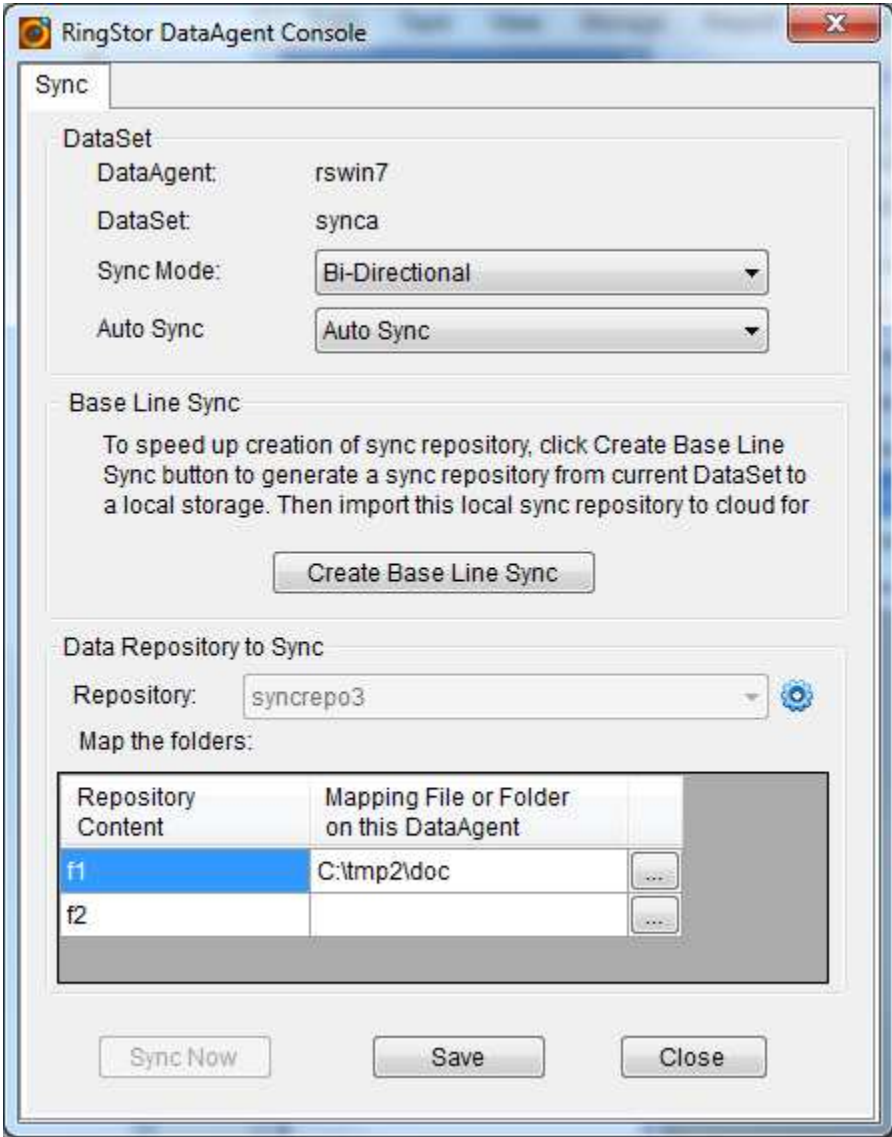 RingStor DataAgent Console
Sync
DataSet
DataAgent: rswin7
DataSet: synca
Sync Mode: Bi-Directional
Auto Sync Auto Sync
Base Line Sync
To speed up creation of sync repository, click Create Base Line
Sync button to generate a sync repository from current DataSet to
a local storage. Then import this local sync repository to cloud for
Create Base Line Sync
Data Repository to Sync
Repository: syncrepo3
Map the folders:
Repository Content
Mapping File or Folder on this DataAgent
f1 C:\tmp2\doc ...
f2 ...
Sync Now Save Close